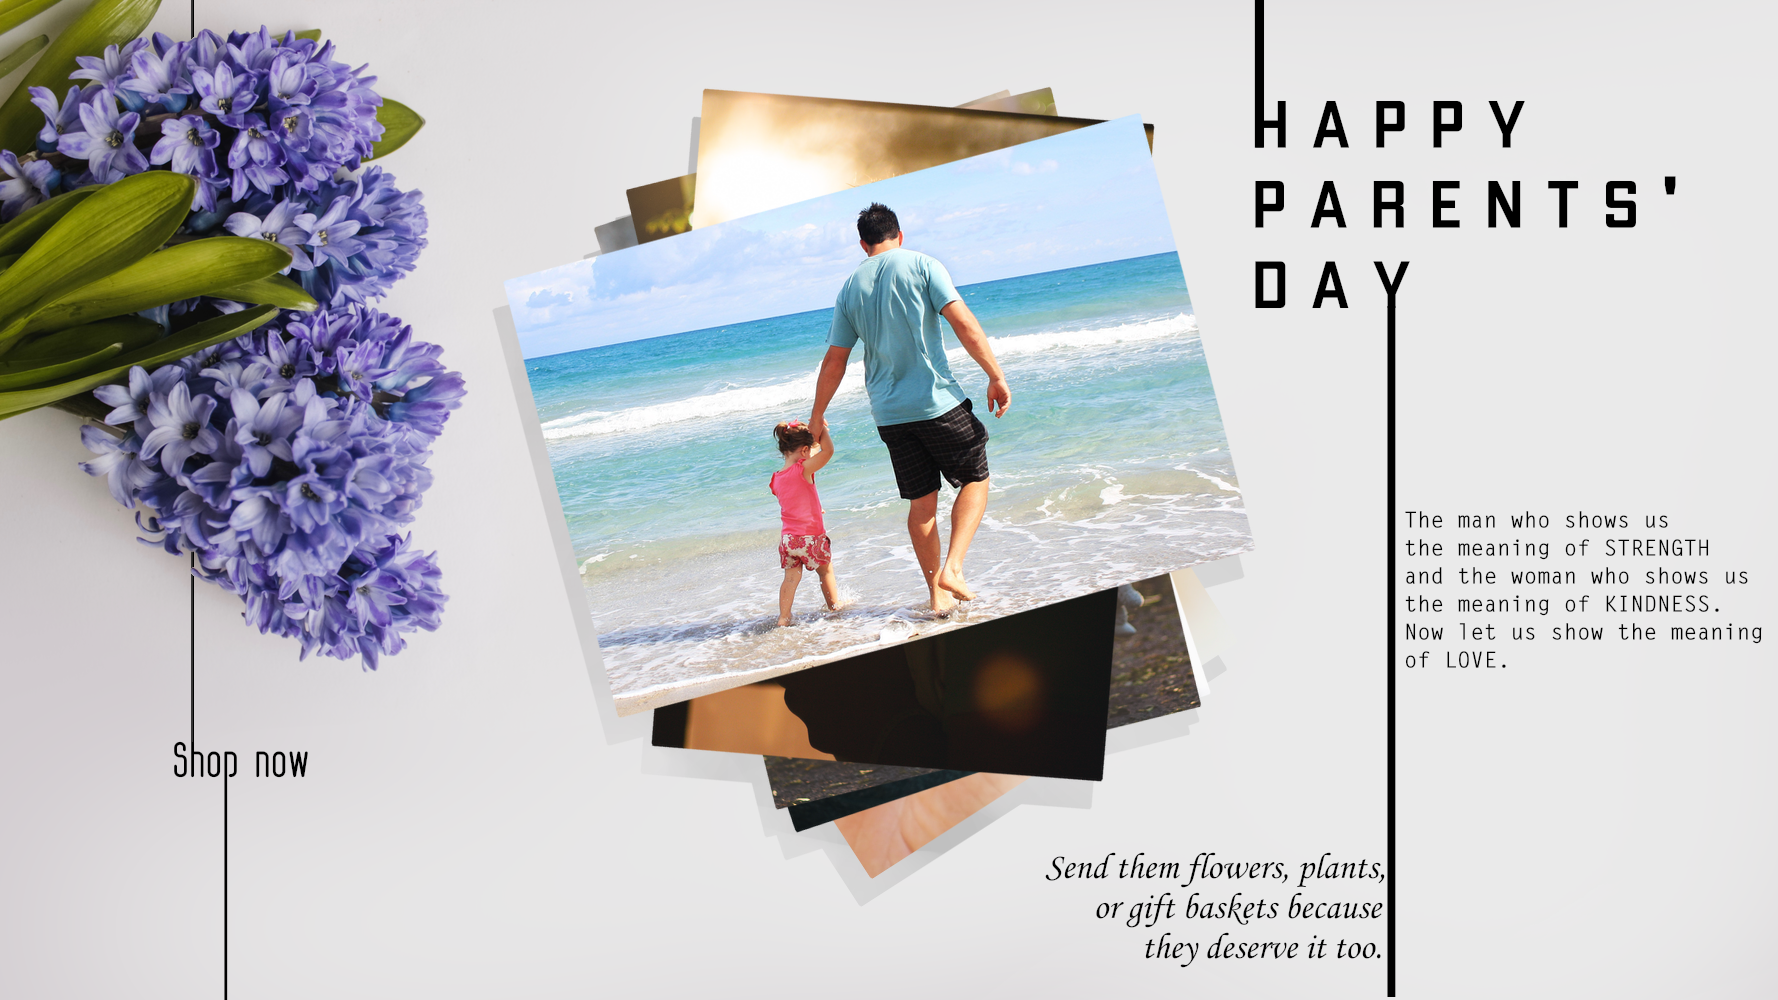 HAPPY
PARENTS'
DAY
The man who shows us
the meaning of STRENGTH
and the woman who shows us
the meaning of KINDNESS.
Now let us show the meaning
of LOVE.
Shop now
Send them flowers, plants,
or gift baskets because
they deserve it too.